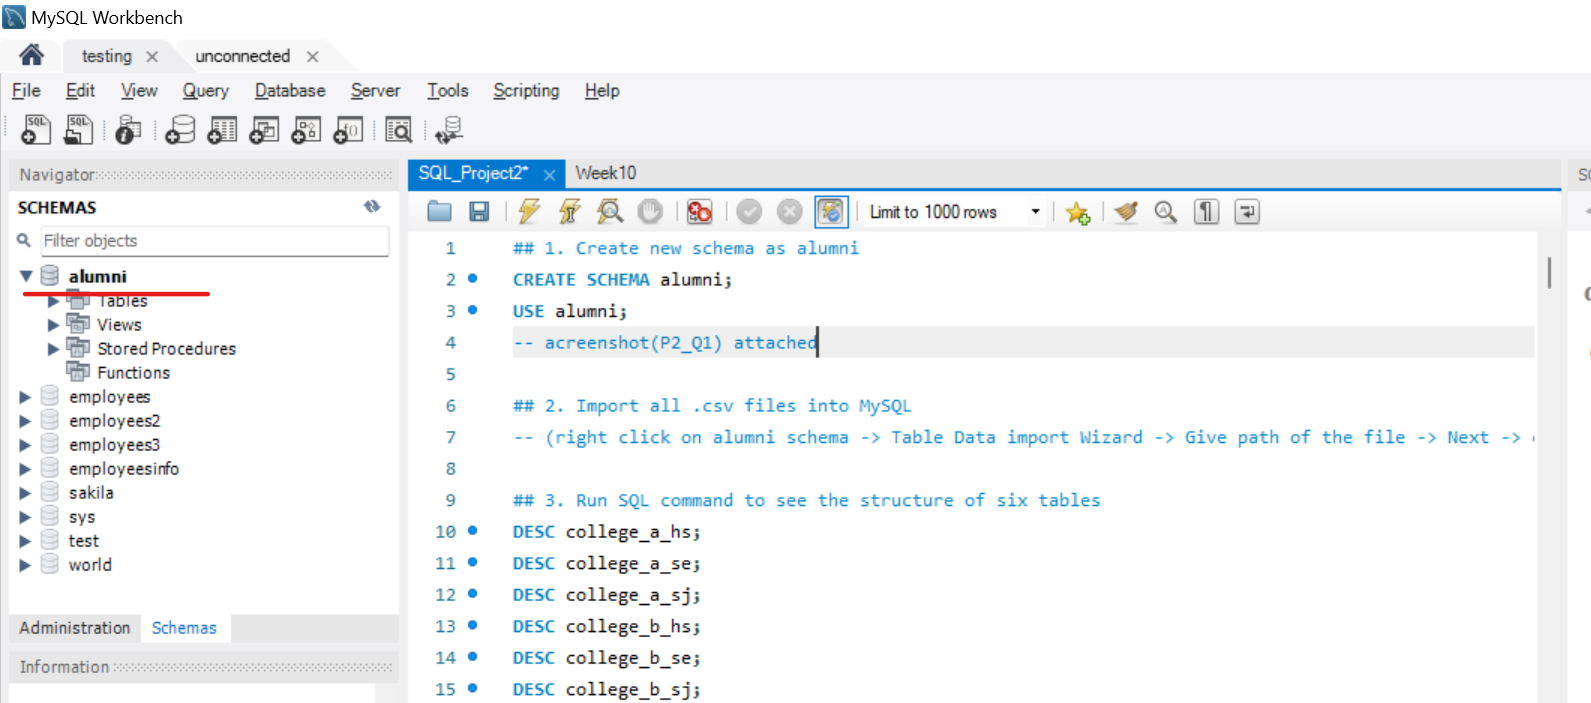 MySQL Workbench
testing
unconnected
File Edit View Query Database Server Tools Scripting Help
SQL SQL
Navigator
SQL_Project2* Week10
SCHEMAS
Limit to 1000 rows
Filter objects
alumni
Tables
Views
Stored Procedures
Functions
employees
employees2
employees3
employeesinfo
sakila
sys
test
world
Administration Schemas
Information
1 ## 1. Create new schema as alumni
2 CREATE SCHEMA alumni;
3 USE alumni;
4 -- acreenshot(P2_Q1) attached
5
6 ## 2. Import all .csv files into MySQL
7 -- (right click on alumni schema -> Table Data import Wizard -> Give path of the file -> Next ->
8
9 ## 3. Run SQL command to see the structure of six tables
10 DESC college_a_hs;
11 DESC college_a_se;
12 DESC college_a_sj;
13 DESC college_b_hs;
14 DESC college_b_se;
15 DESC college_b_sj;